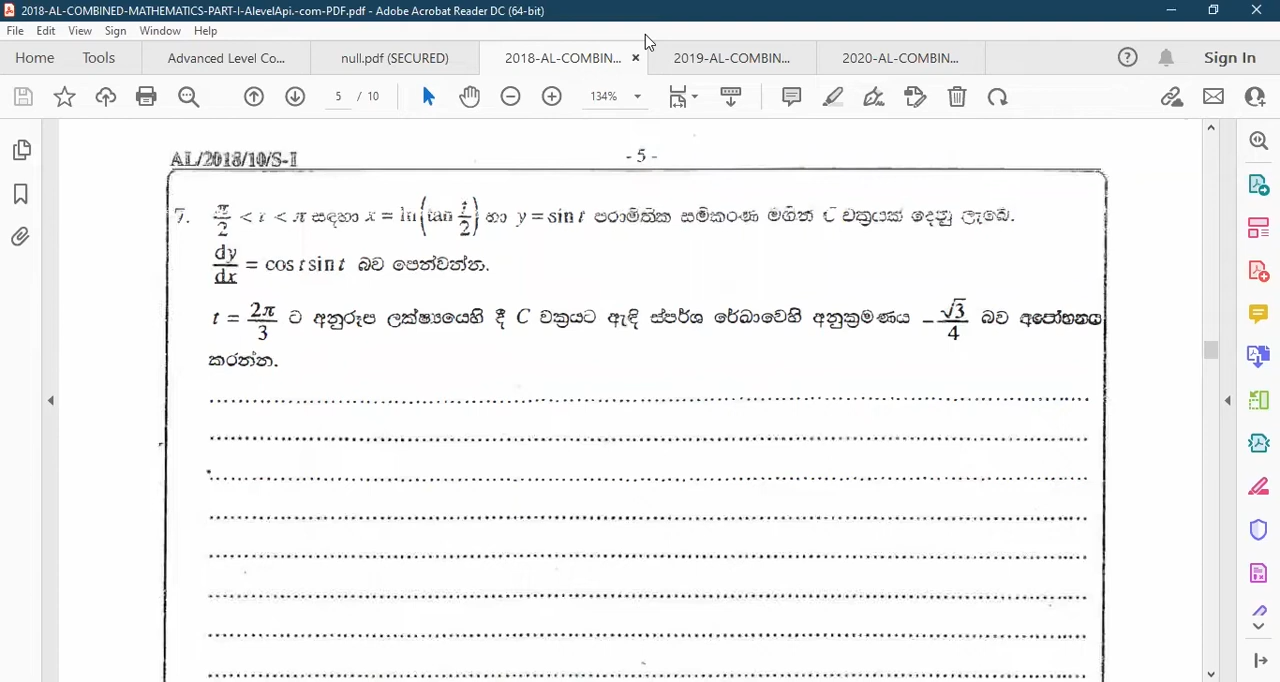 2018-AL-COMBINED-MATHEMATICS-PART-I-AlevelApi.-com-PDF.pdf - Adobe Acrobat Reader DC (64-bit)
File Edit View Sign Window Help
Home Tools Advanced Level Co... null.pdf (SECURED) 2018-AL-COMBIN... × 2019-AL-COMBIN... 2020-AL-COMBIN... Sign In
5 / 10 134%
AL/2018/10/S-I - 5 -
7. π/2 < t < π සඳහා x = ln(tan t/2) හා y = sin t පරාමිතික සමීකරණ මගින් C වක්‍රයක් දෙනු ලැබේ.
dy/dx = cos t sin t බව පෙන්වන්න.
t = 2π/3 ට අනුරූප ලක්ෂ්‍යයෙහි දී C වක්‍රයට ඇඳි ස්පර්ශ රේඛාවෙහි අනුක්‍රමණය -√3/4 බව අපෝහනය
කරන්න.